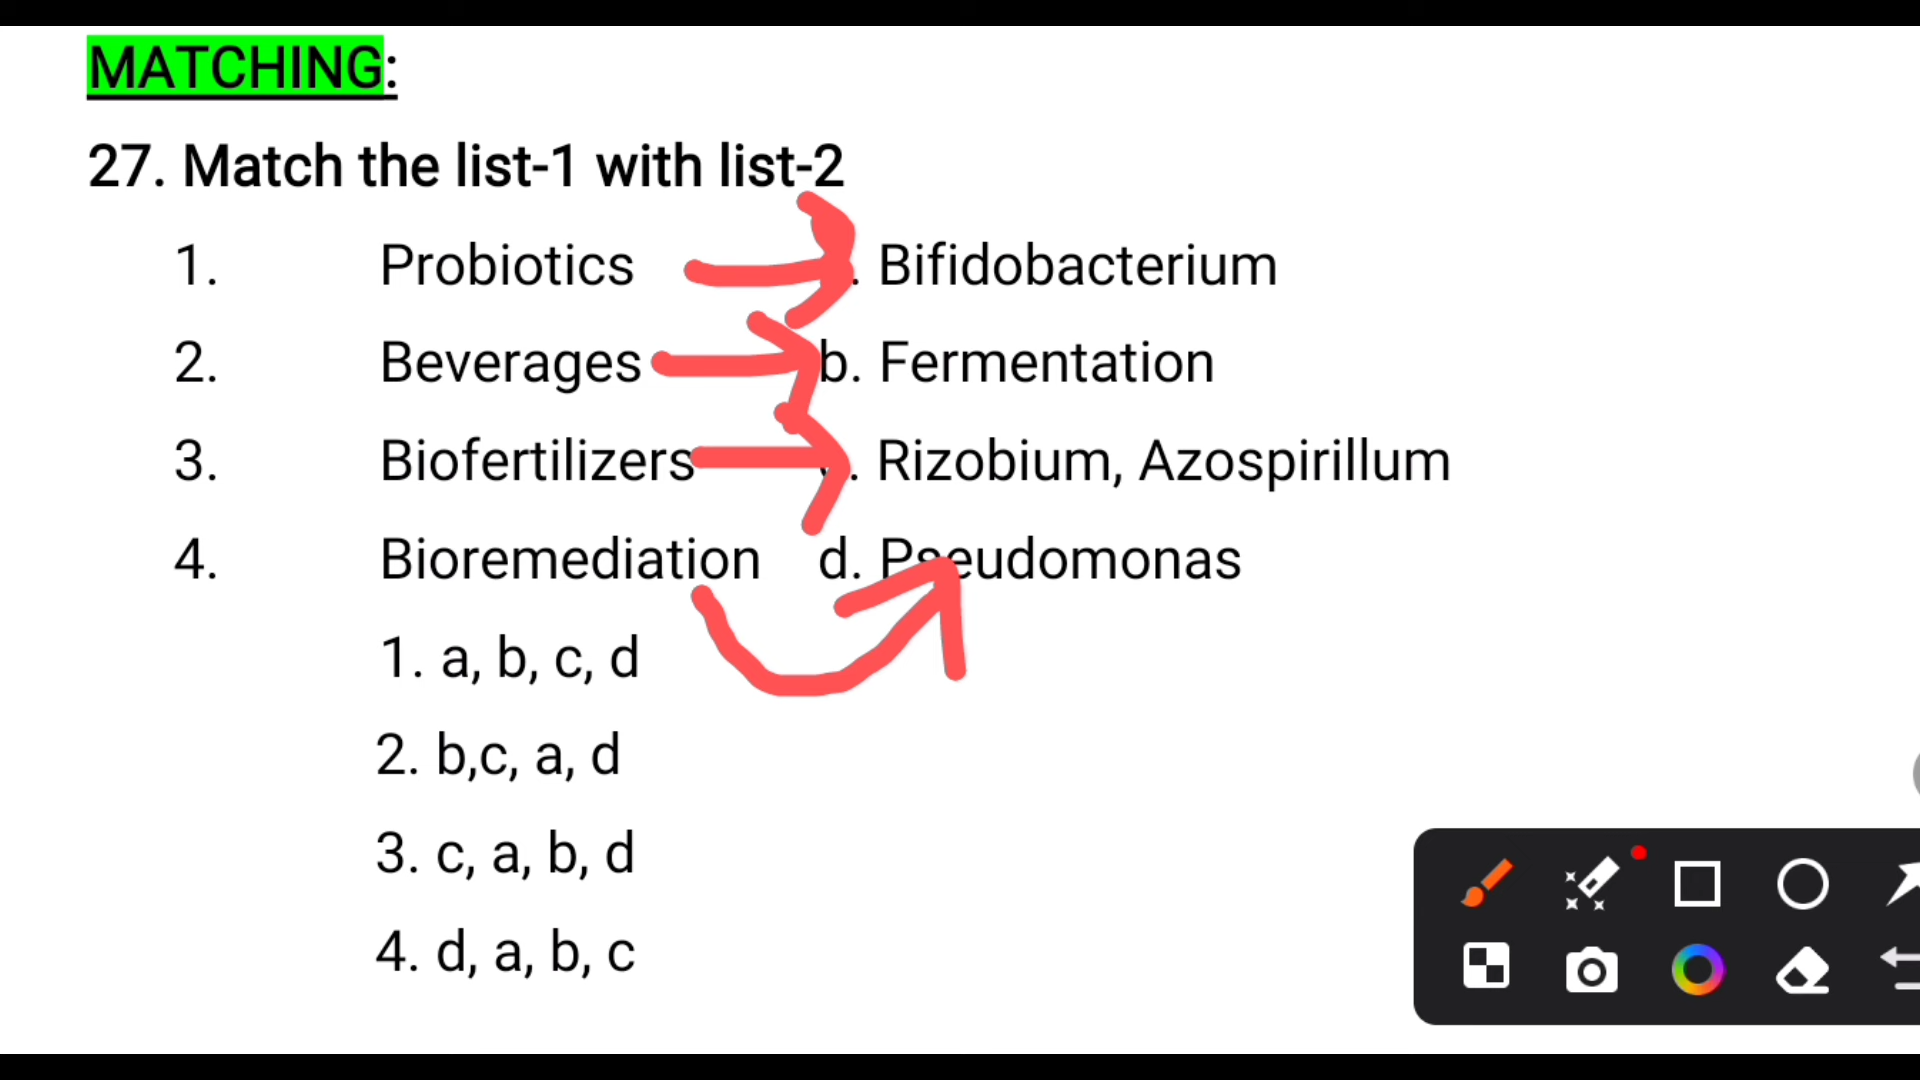 MATCHING:
27. Match the list-1 with list-2
1. Probiotics . Bifidobacterium
2. Beverages b. Fermentation
3. Biofertilizers . Rizobium, Azospirillum
4. Bioremediation d. Pseudomonas
1. a, b, c, d
2. b,c, a, d
3. c, a, b, d
4. d, a, b, c